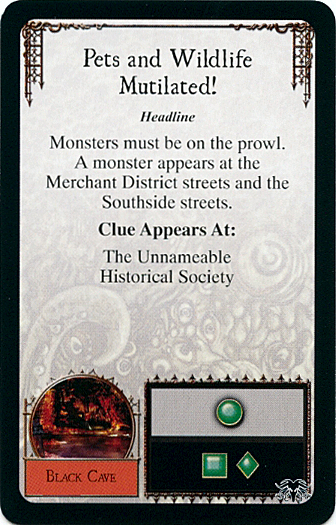 Pets and Wildlife
Mutilated!
Headline
Monsters must be on the prowl.
A monster appears at the
Merchant District streets and the
Southside streets.
Clue Appears At:
The Unnameable
Historical Society
BLACK CAVE